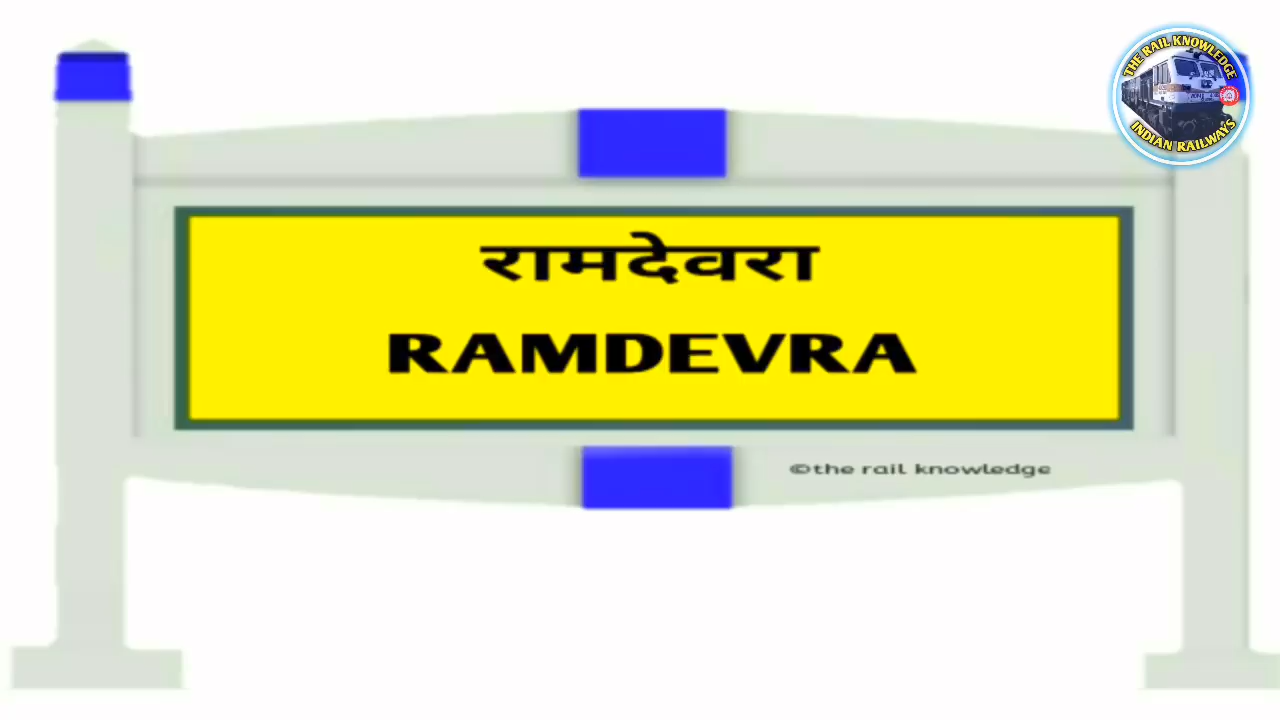 THE RAIL KNOWLEDGE
INDIAN RAILWAYS
रामदेवरा
RAMDEVRA
©the rail knowledge